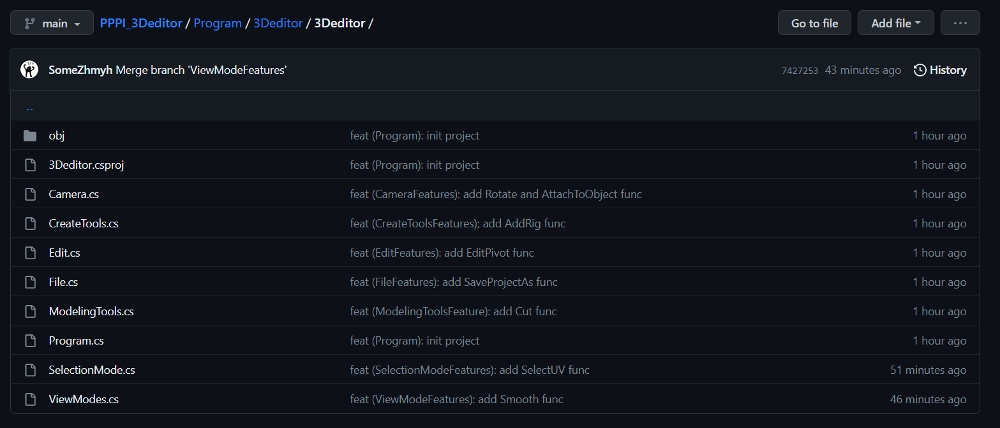 main PPPI_3Deditor / Program / 3Deditor / 3Deditor / Go to file Add file ...
SomeZhmyh Merge branch 'ViewModeFeatures' 7427253 43 minutes ago History
..
obj feat (Program): init project 1 hour ago
3Deditor.csproj feat (Program): init project 1 hour ago
Camera.cs feat (CameraFeatures): add Rotate and AttachToObject func 1 hour ago
CreateTools.cs feat (CreateToolsFeatures); add AddRig func 1 hour ago
Edit.cs feat (EditFeatures): add EditPivot func 1 hour ago
File.cs feat (FileFeatures): add SaveProjectAs func 1 hour ago
ModelingTools.cs feat (ModelingToolsFeature): add Cut func 1 hour ago
Program.cs feat (Program): init project 1 hour ago
SelectionMode.cs feat (SelectionModeFeatures): add SelectUV func 51 minutes ago
ViewModes.cs feat (ViewModeFeatures): add Smooth func 46 minutes ago